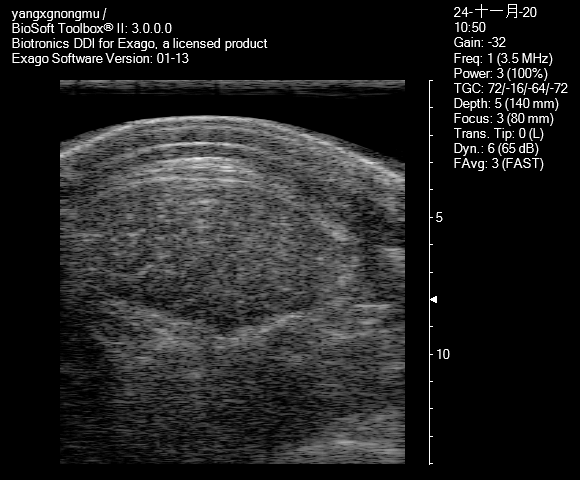 yangxgnongmu /
BioSoft Toolbox® II: 3.0.0.0
Biotronics DDI for Exago, a licensed product
Exago Software Version: 01-13
24-十一月-20
10:50
Gain: -32
Freq: 1 (3.5 MHz)
Power: 3 (100%)
TGC: 72/-16/-64/-72
Depth: 5 (140 mm)
Focus: 3 (80 mm)
Trans. Tip: 0 (L)
Dyn.: 6 (65 dB)
FAvg: 3 (FAST)
5
10